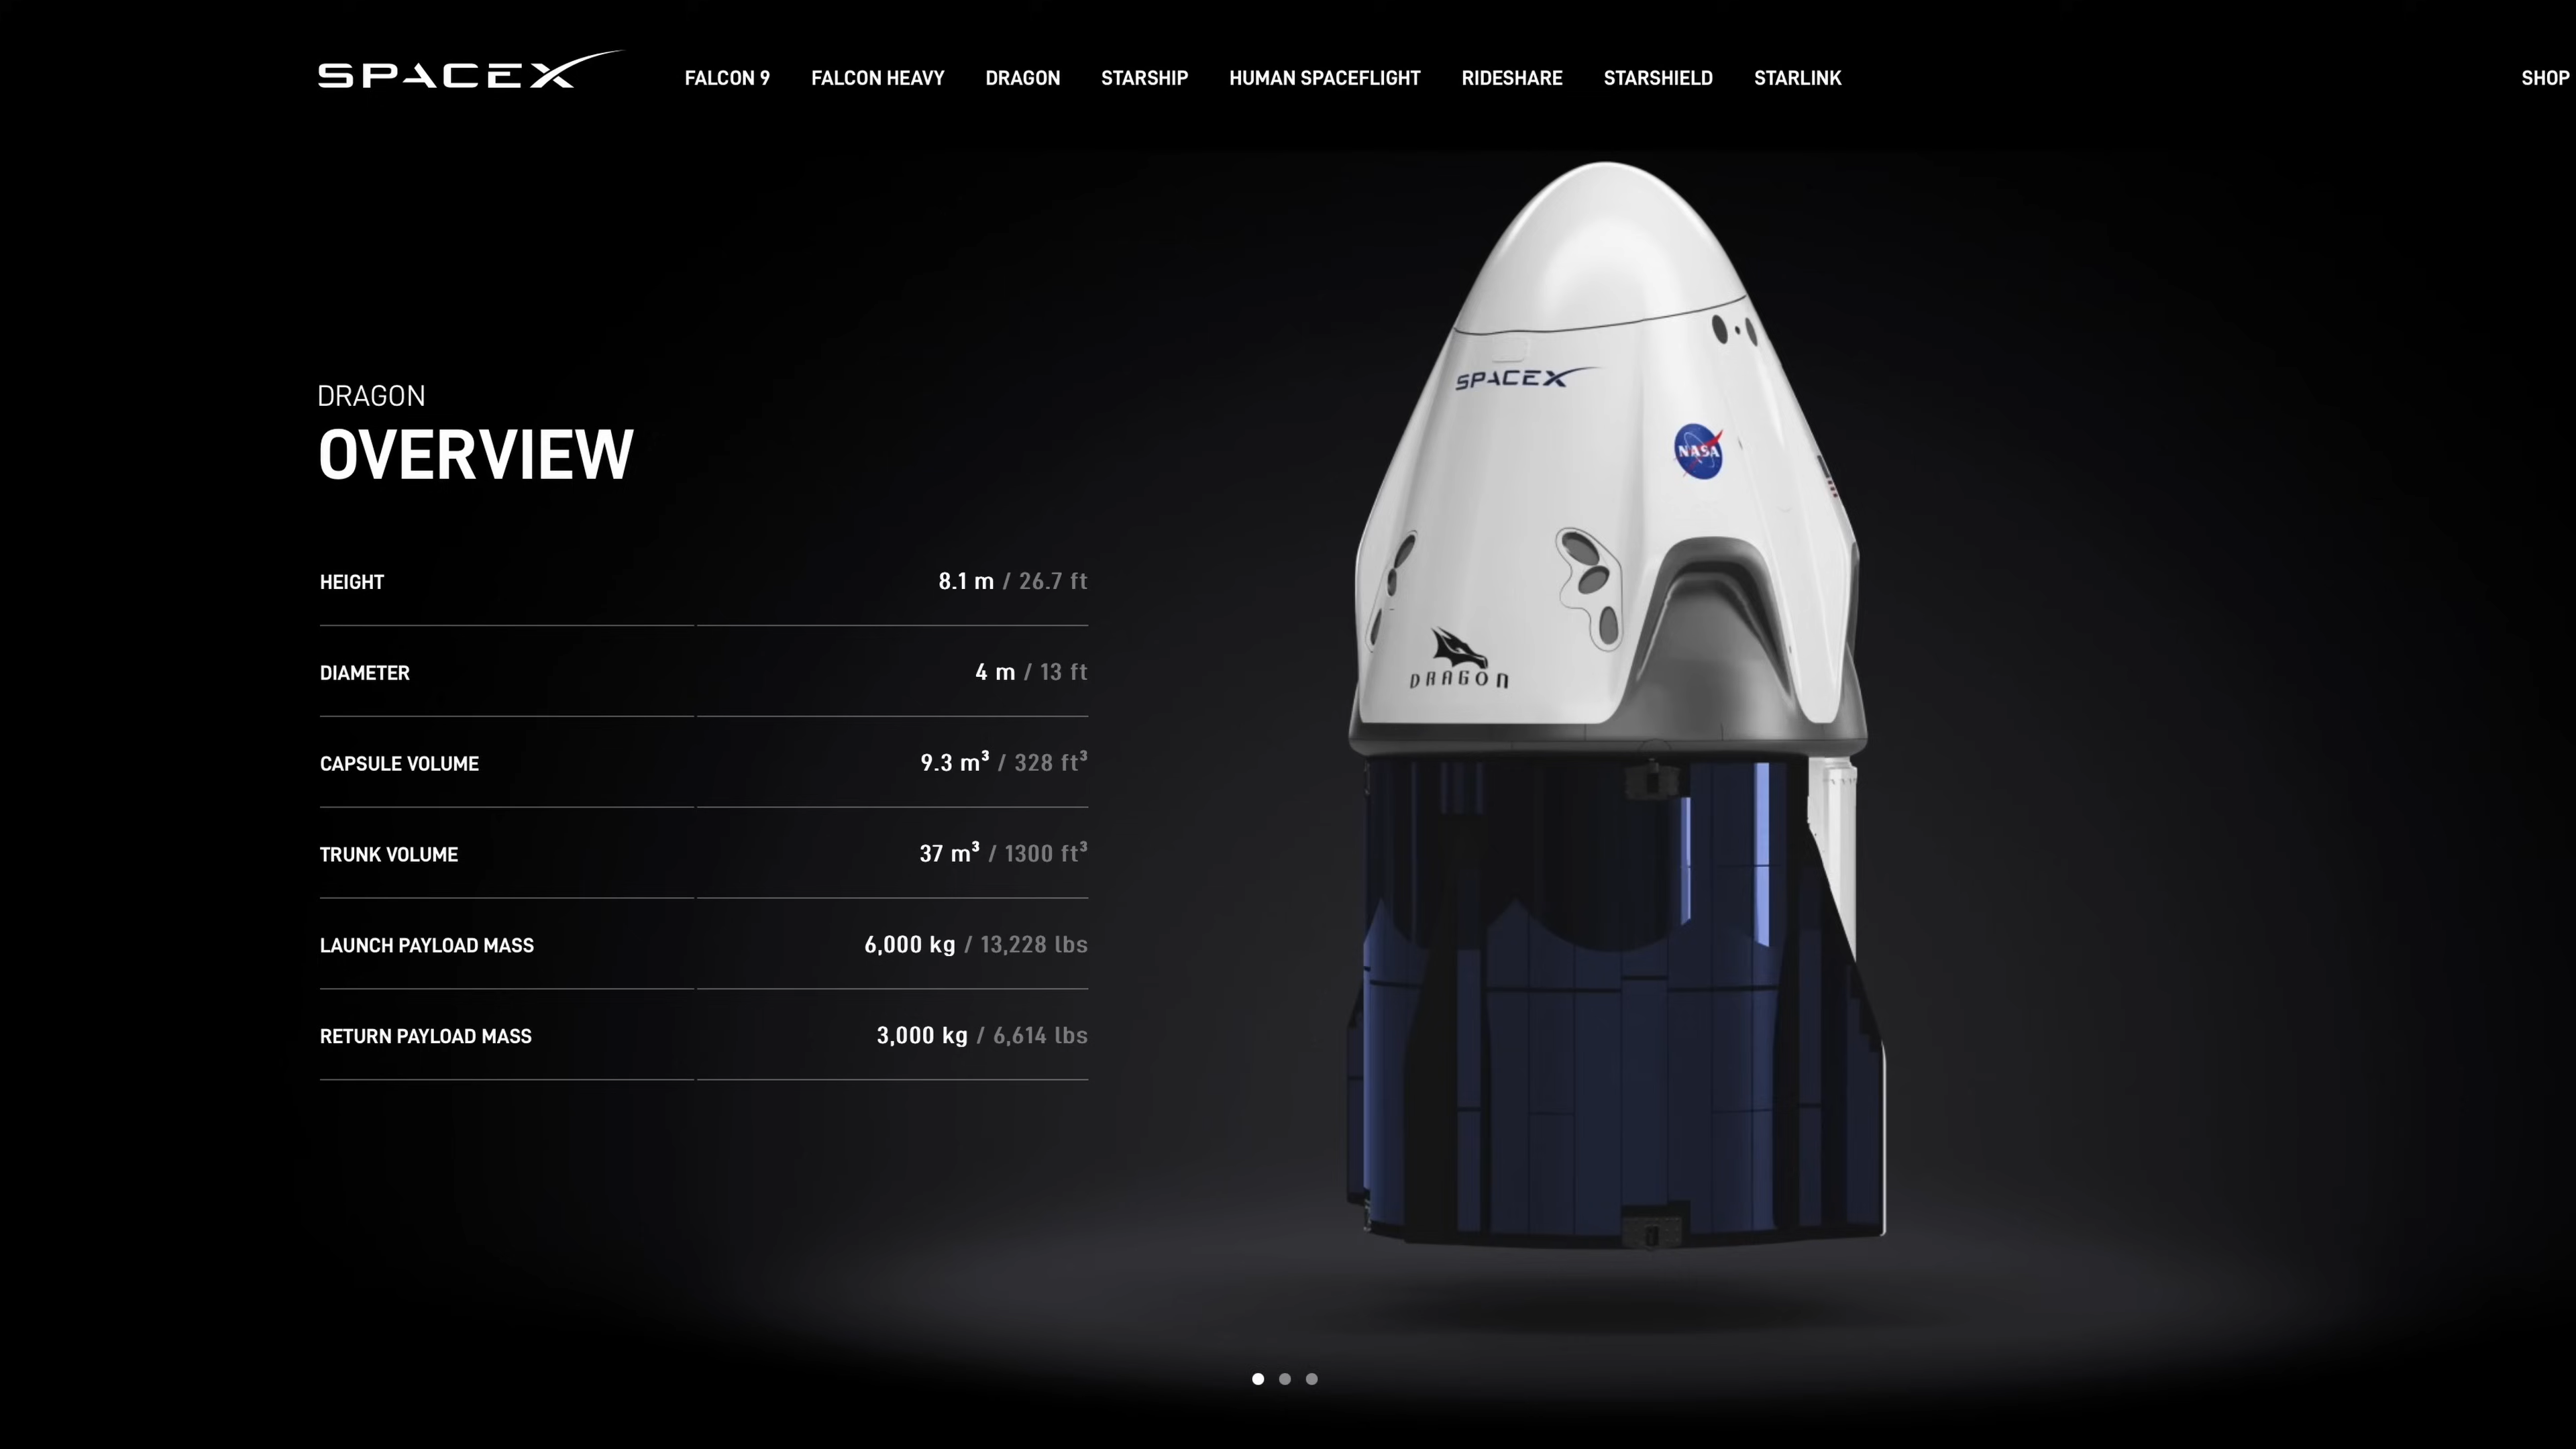 SPACEX FALCON 9 FALCON HEAVY DRAGON STARSHIP HUMAN SPACEFLIGHT RIDESHARE STARSHIELD STARLINK SHOP
DRAGON
OVERVIEW
HEIGHT 8.1 m / 26.7 ft
DIAMETER 4 m / 13 ft
CAPSULE VOLUME 9.3 m³ / 328 ft³
TRUNK VOLUME 37 m³ / 1300 ft³
LAUNCH PAYLOAD MASS 6,000 kg / 13,228 lbs
RETURN PAYLOAD MASS 3,000 kg / 6,614 lbs
SPACEX
NASA
DRAGON